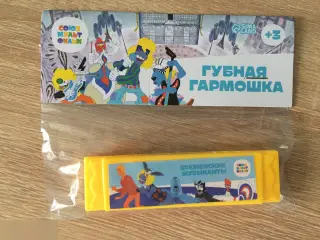 СОЮЗ
МУЛЬТ
ФИЛЬМ
+3
ГУБНАЯ
ГАРМОШКА
БРЕМЕНСКИЕ
МУЗЫКАНТЫ